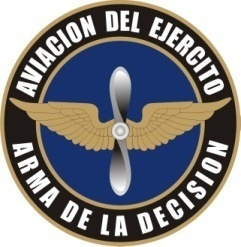 AVIACION DEL EJERCITO
ARMA DE LA DECISION